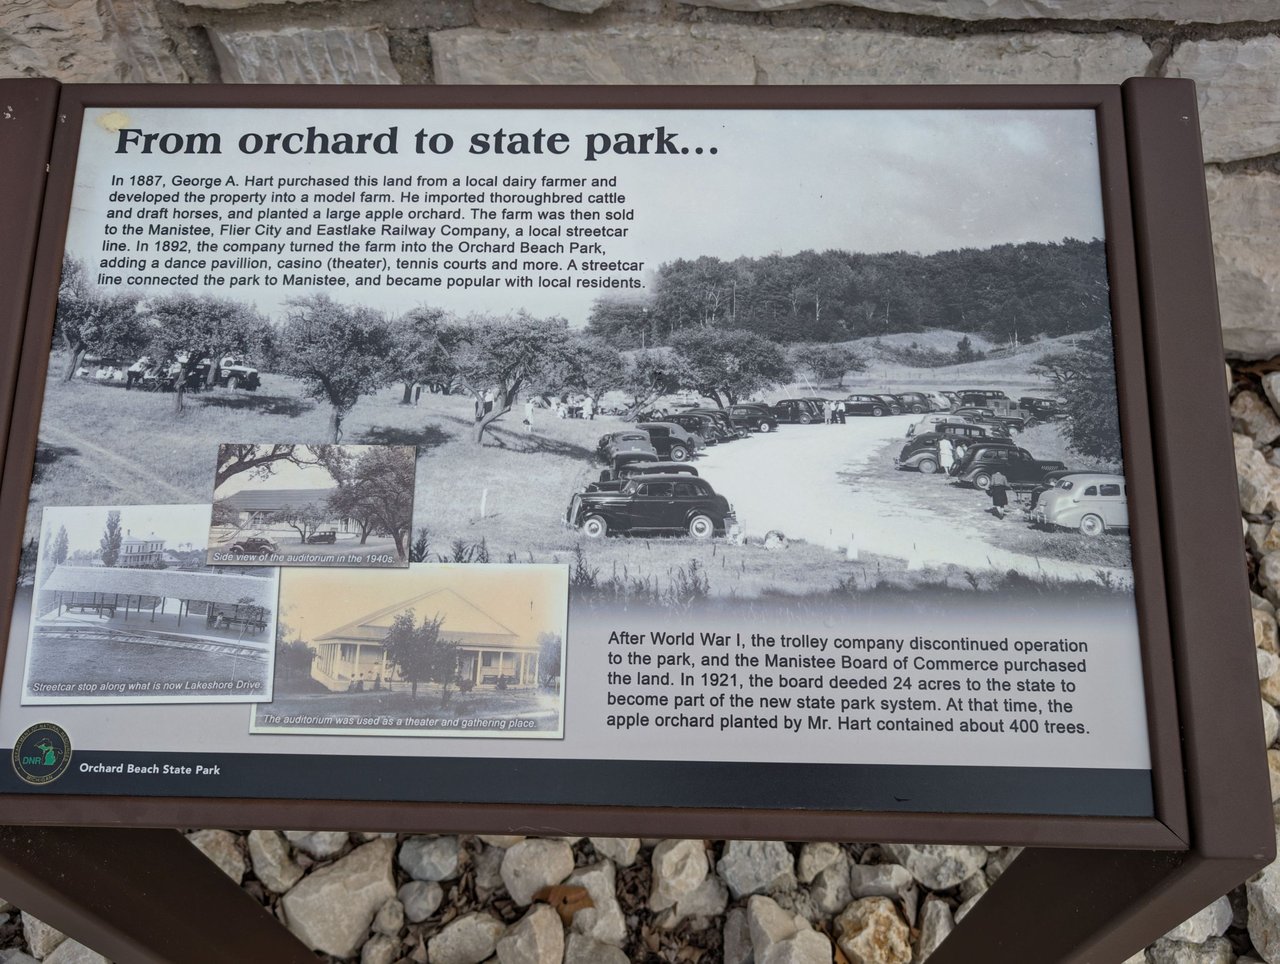 From orchard to state park...
In 1887, George A. Hart purchased this land from a local dairy farmer and
developed the property into a model farm. He imported thoroughbred cattle
and draft horses, and planted a large apple orchard. The farm was then sold
to the Manistee, Flier City and Eastlake Railway Company, a local streetcar
line. In 1892, the company turned the farm into the Orchard Beach Park,
adding a dance pavillion, casino (theater), tennis courts and more. A streetcar
line connected the park to Manistee, and became popular with local residents.
Side view of the auditorium in the 1940s.
Streetcar stop along what is now Lakeshore Drive.
The auditorium was used as a theater and gathering place.
After World War I, the trolley company discontinued operation
to the park, and the Manistee Board of Commerce purchased
the land. In 1921, the board deeded 24 acres to the state to
become part of the new state park system. At that time, the
apple orchard planted by Mr. Hart contained about 400 trees.
DNR
Orchard Beach State Park